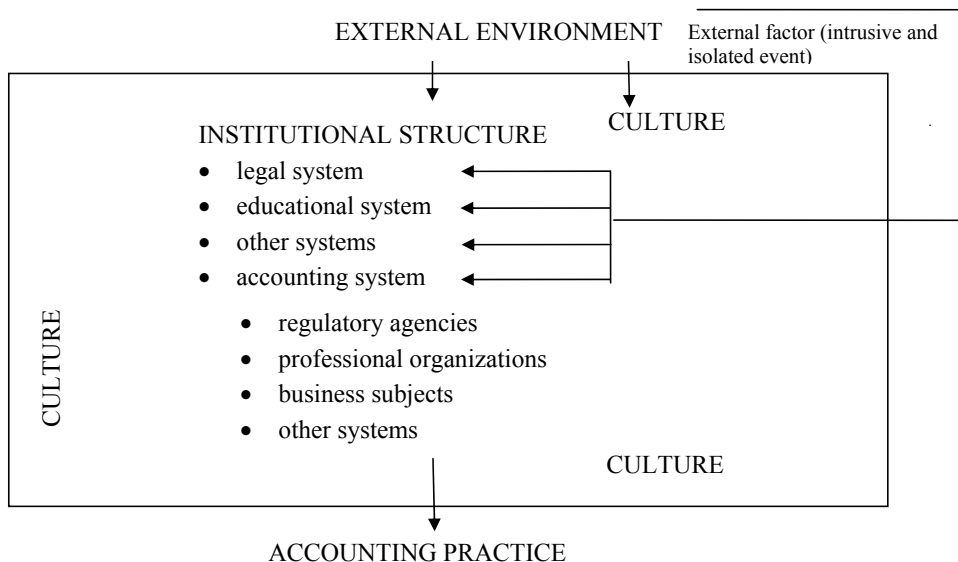 EXTERNAL ENVIRONMENT
External factor (intrusive and
isolated event)
CULTURE
INSTITUTIONAL STRUCTURE
• legal system
• educational system
• other systems
• accounting system
• regulatory agencies
• professional organizations
• business subjects
• other systems
CULTURE
CULTURE
ACCOUNTING PRACTICE